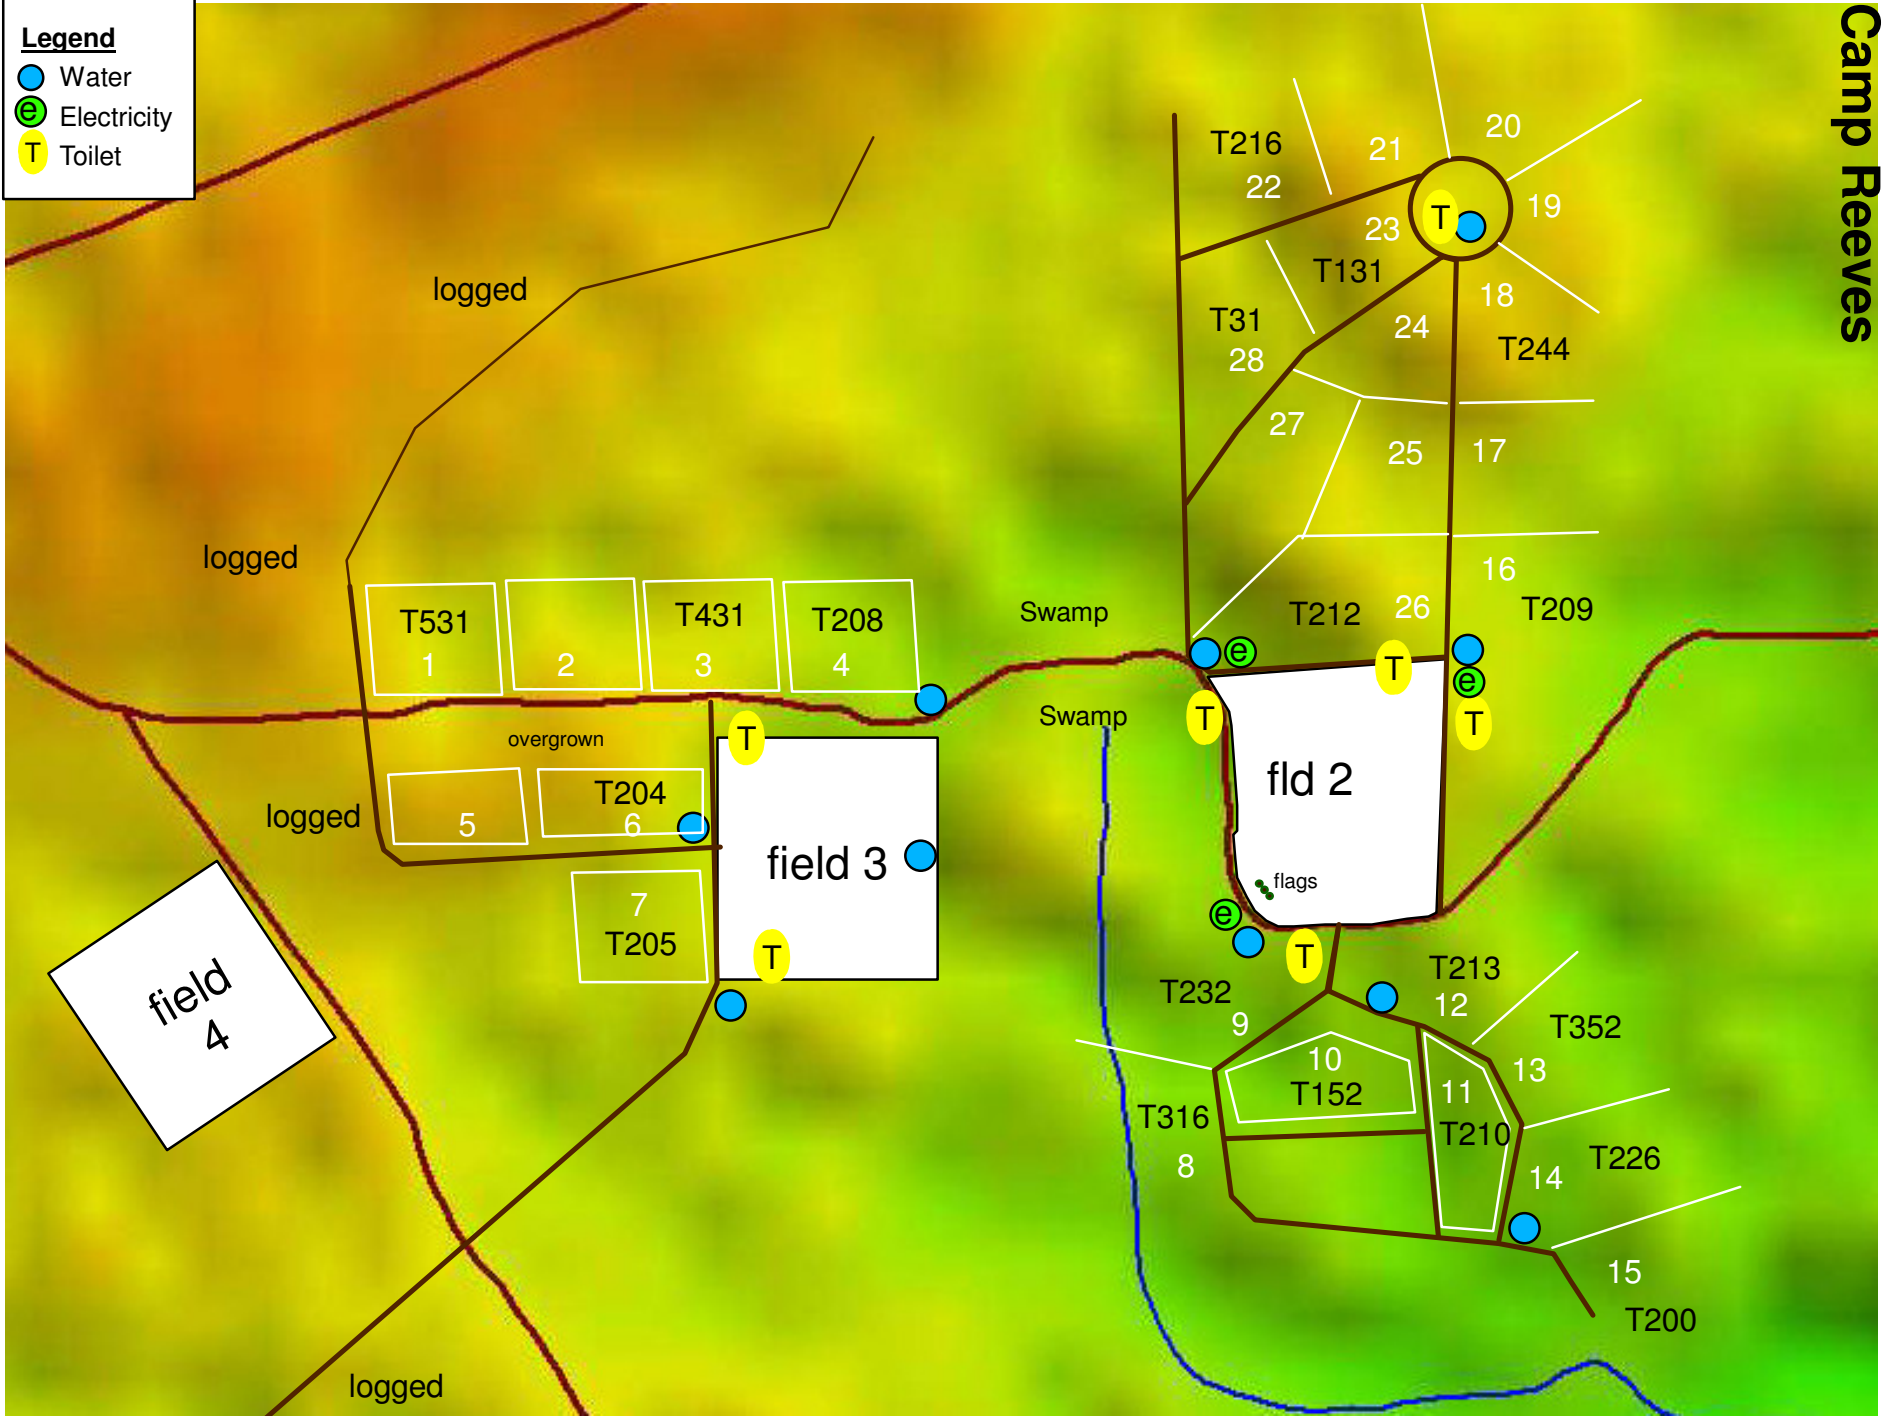 Legend
Water
e Electricity
T Toilet
Camp Reeves
T216
22
21
20
19
T
23
T131
18
24
T31
28
T244
27
25
17
16
T212
26
T209
e
T
e
T
T
fld 2
flags
e
T
logged
logged
T531
1
2
T431
3
T208
4
Swamp
Swamp
overgrown
T
5
T204
6
logged
field 3
7
T205
T
field
4
T232
9
T213
12
T352
10
T152
11
T210
13
T316
8
T226
14
15
T200
logged